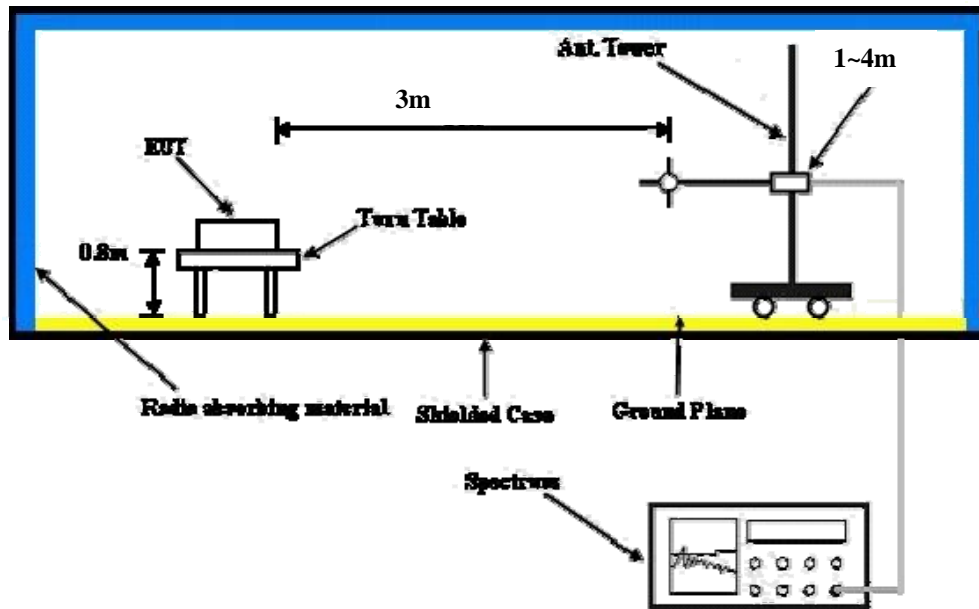 Ant. Tower
1~4m
3m
EUT
Turn Table
0.8m
Radio absorbing material
Shielded Case
Ground Plane
Spectrum